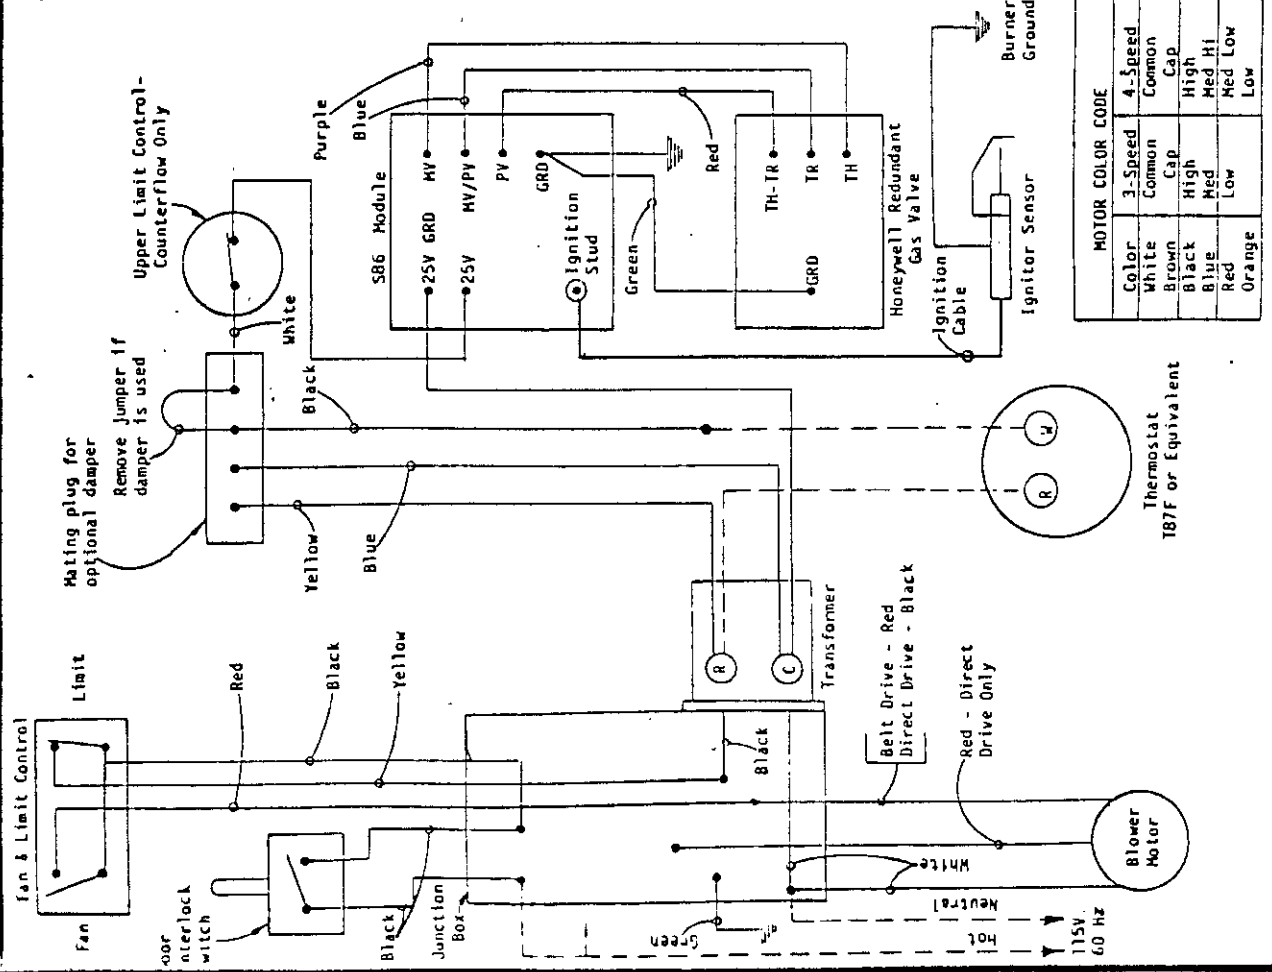 Fan & Limit Control
Limit
Fan
Red
Black
Yellow
oor
nterlock
witch
Black
Junction
Box
Green
hot
Neutral
115V
60 Hz
White
Black
Transformer
R
C
Belt Drive - Red
Direct Drive - Black
Red - Direct
Drive Only
Blower
Motor
Mating plug for
optional damper
Remove jumper if
damper is used
Yellow
Blue
Black
White
Upper Limit Control-
Counterflow Only
Purple
Blue
S86 Module
25V GRD
25V
MV
MV/PV
PV
GRD
Ignition
Stud
Green
Red
TH-TR
TR
TH
GRD
Honeywell Redundant
Gas Valve
Ignition
Cable
Ignitor Sensor
Burner
Ground
R
W
Thermostat
T87F or Equivalent
MOTOR COLOR CODE
Color 3-Speed 4-Speed
White Common Common
Brown Cap Cap
Black High High
Blue Med Med Hi
Red Low Med Low
Orange Low